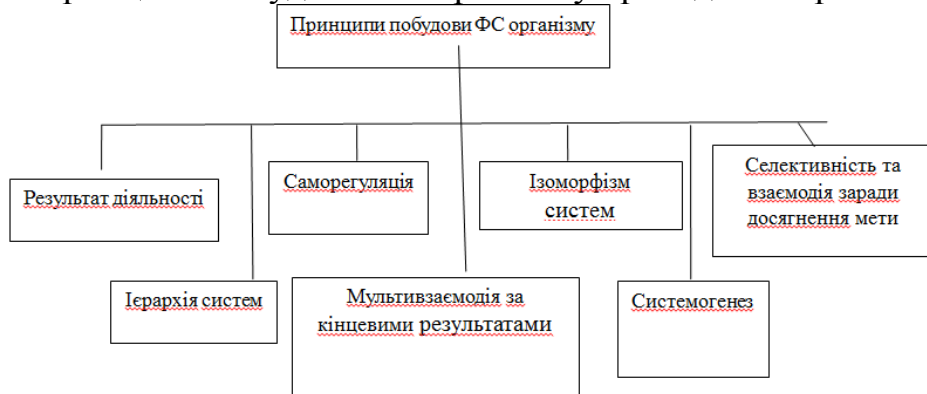 Принципи побудови ФС організму
Результат діяльності
Саморегуляція
Ізоморфізм
систем
Селективність та
взаємодія заради
досягнення мети
Ієрархія систем
Мультивзаємодія за
кінцевими результатами
Системогенез